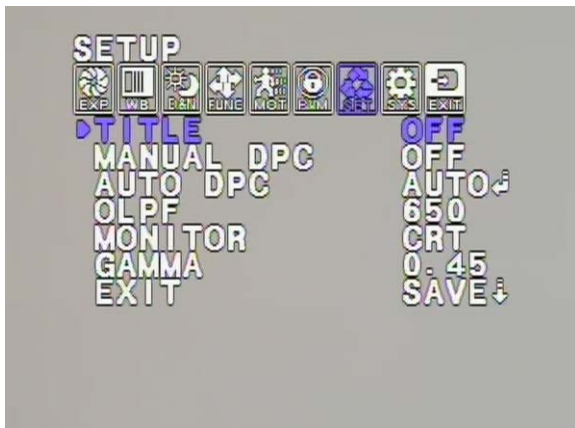 SETUP
EXP WB D&N FUNC MOT PVM SET SYS EXIT
TITLE OFF
MANUAL DPC OFF
AUTO DPC AUTO↲
OLPF 650
MONITOR CRT
GAMMA 0.45
EXIT SAVE↓